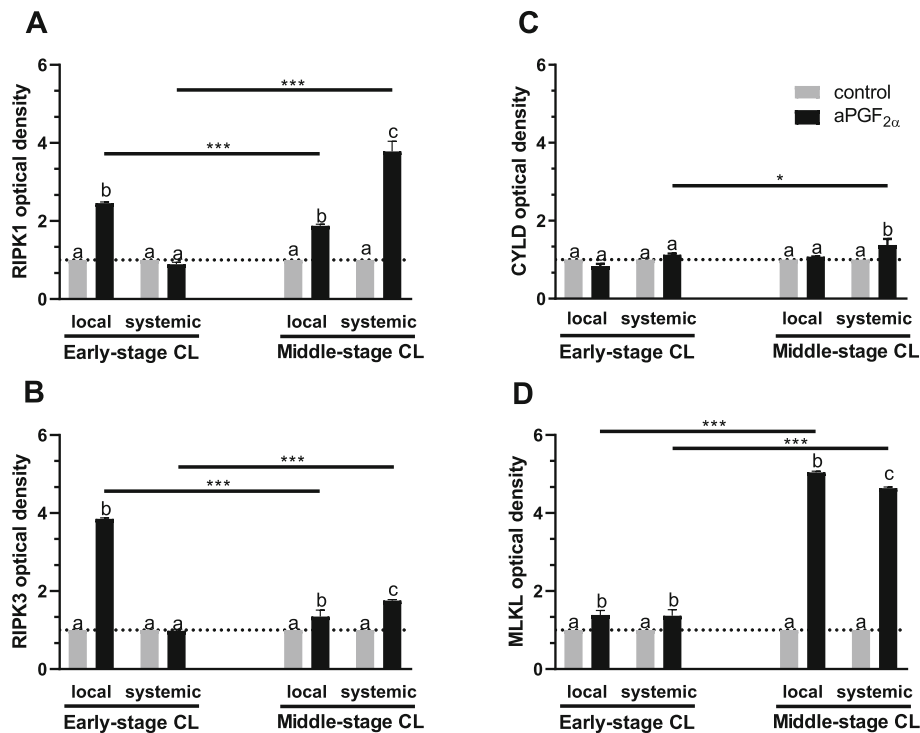 A
RIPK1 optical density
6
4
2
0
***
***
a b a a a b a c
local systemic local systemic
Early-stage CL Middle-stage CL
C
CYLD optical density
6
4
2
0
control
aPGF2α
*
a a a a a a a b
local systemic local systemic
Early-stage CL Middle-stage CL
B
RIPK3 optical density
6
4
2
0
***
***
a b a a a b a c
local systemic local systemic
Early-stage CL Middle-stage CL
D
MLKL optical density
6
4
2
0
***
***
a b a b a b a c
local systemic local systemic
Early-stage CL Middle-stage CL